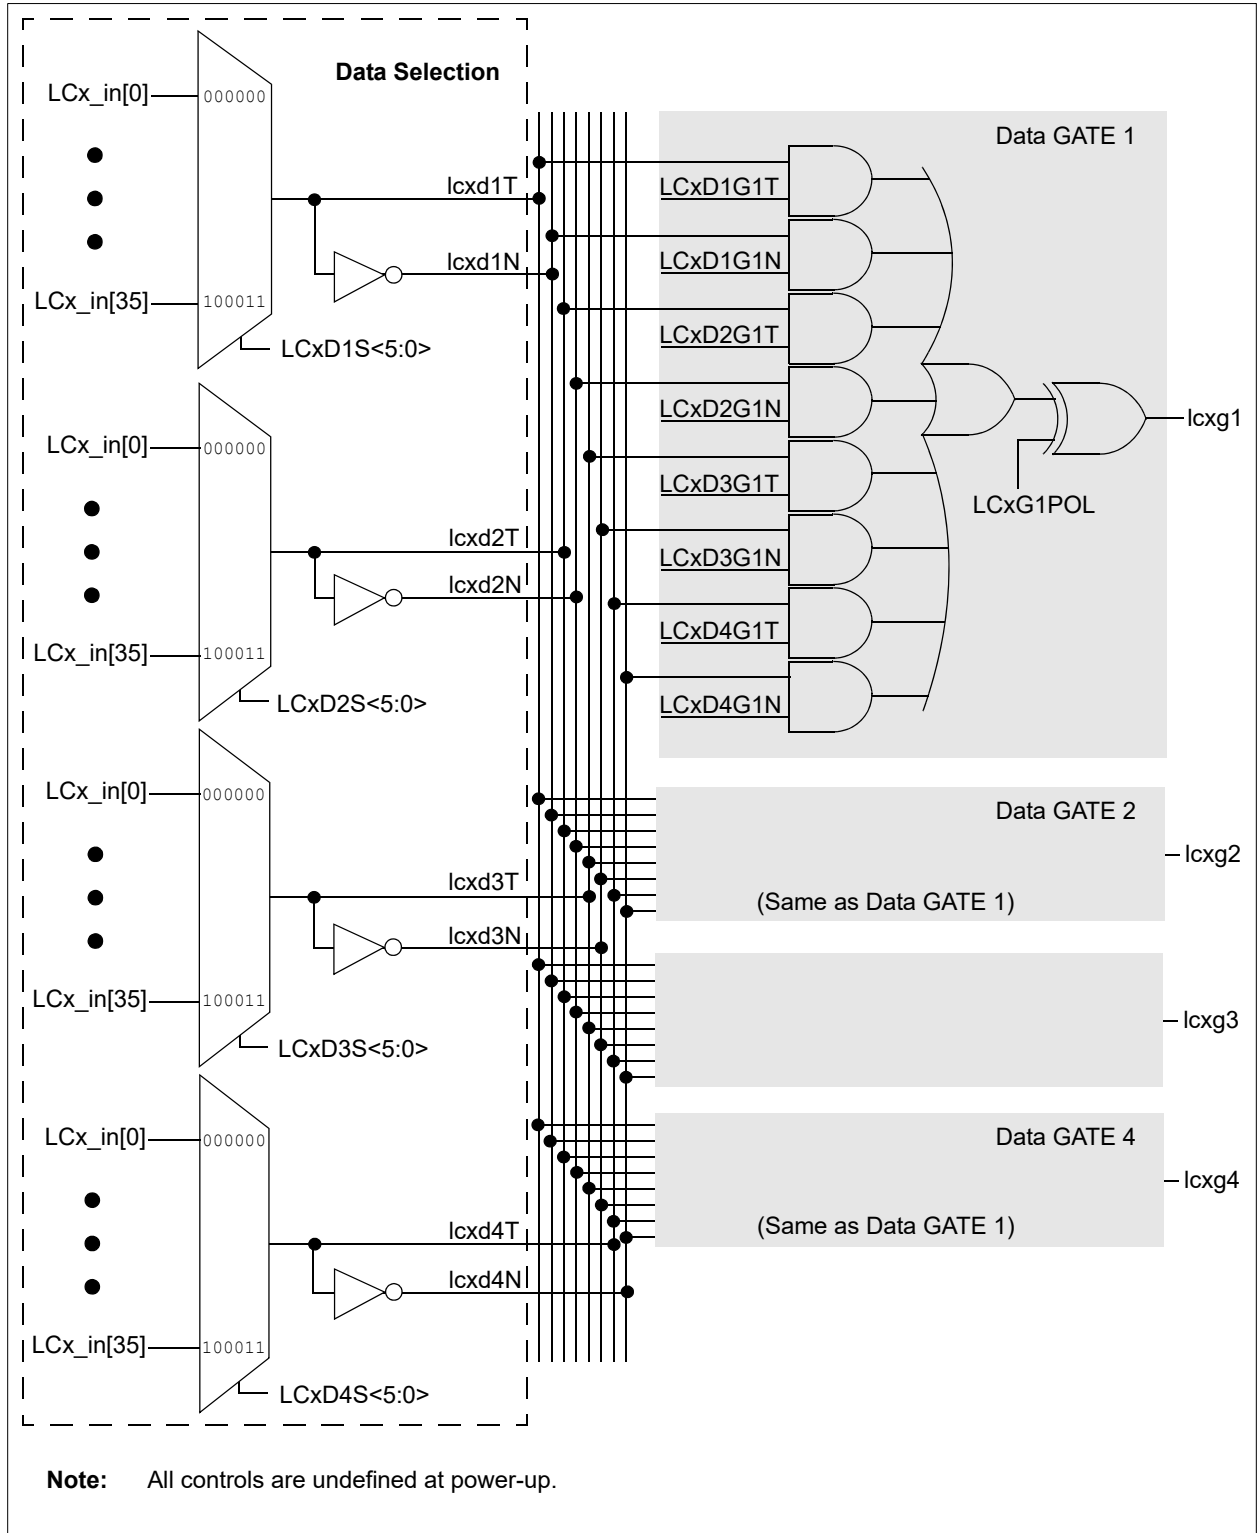 Data Selection
LCx_in[0]
000000
LCx_in[35]
100011
LCxD1S<5:0>
lcxd1T
lcxd1N
LCx_in[0]
000000
LCx_in[35]
100011
LCxD2S<5:0>
lcxd2T
lcxd2N
LCx_in[0]
000000
LCx_in[35]
100011
LCxD3S<5:0>
lcxd3T
lcxd3N
LCx_in[0]
000000
LCx_in[35]
100011
LCxD4S<5:0>
lcxd4T
lcxd4N
Data GATE 1
LCxD1G1T
LCxD1G1N
LCxD2G1T
LCxD2G1N
LCxD3G1T
LCxD3G1N
LCxD4G1T
LCxD4G1N
LCxG1POL
lcxg1
Data GATE 2
(Same as Data GATE 1)
lcxg2
lcxg3
Data GATE 4
(Same as Data GATE 1)
lcxg4
Note: All controls are undefined at power-up.